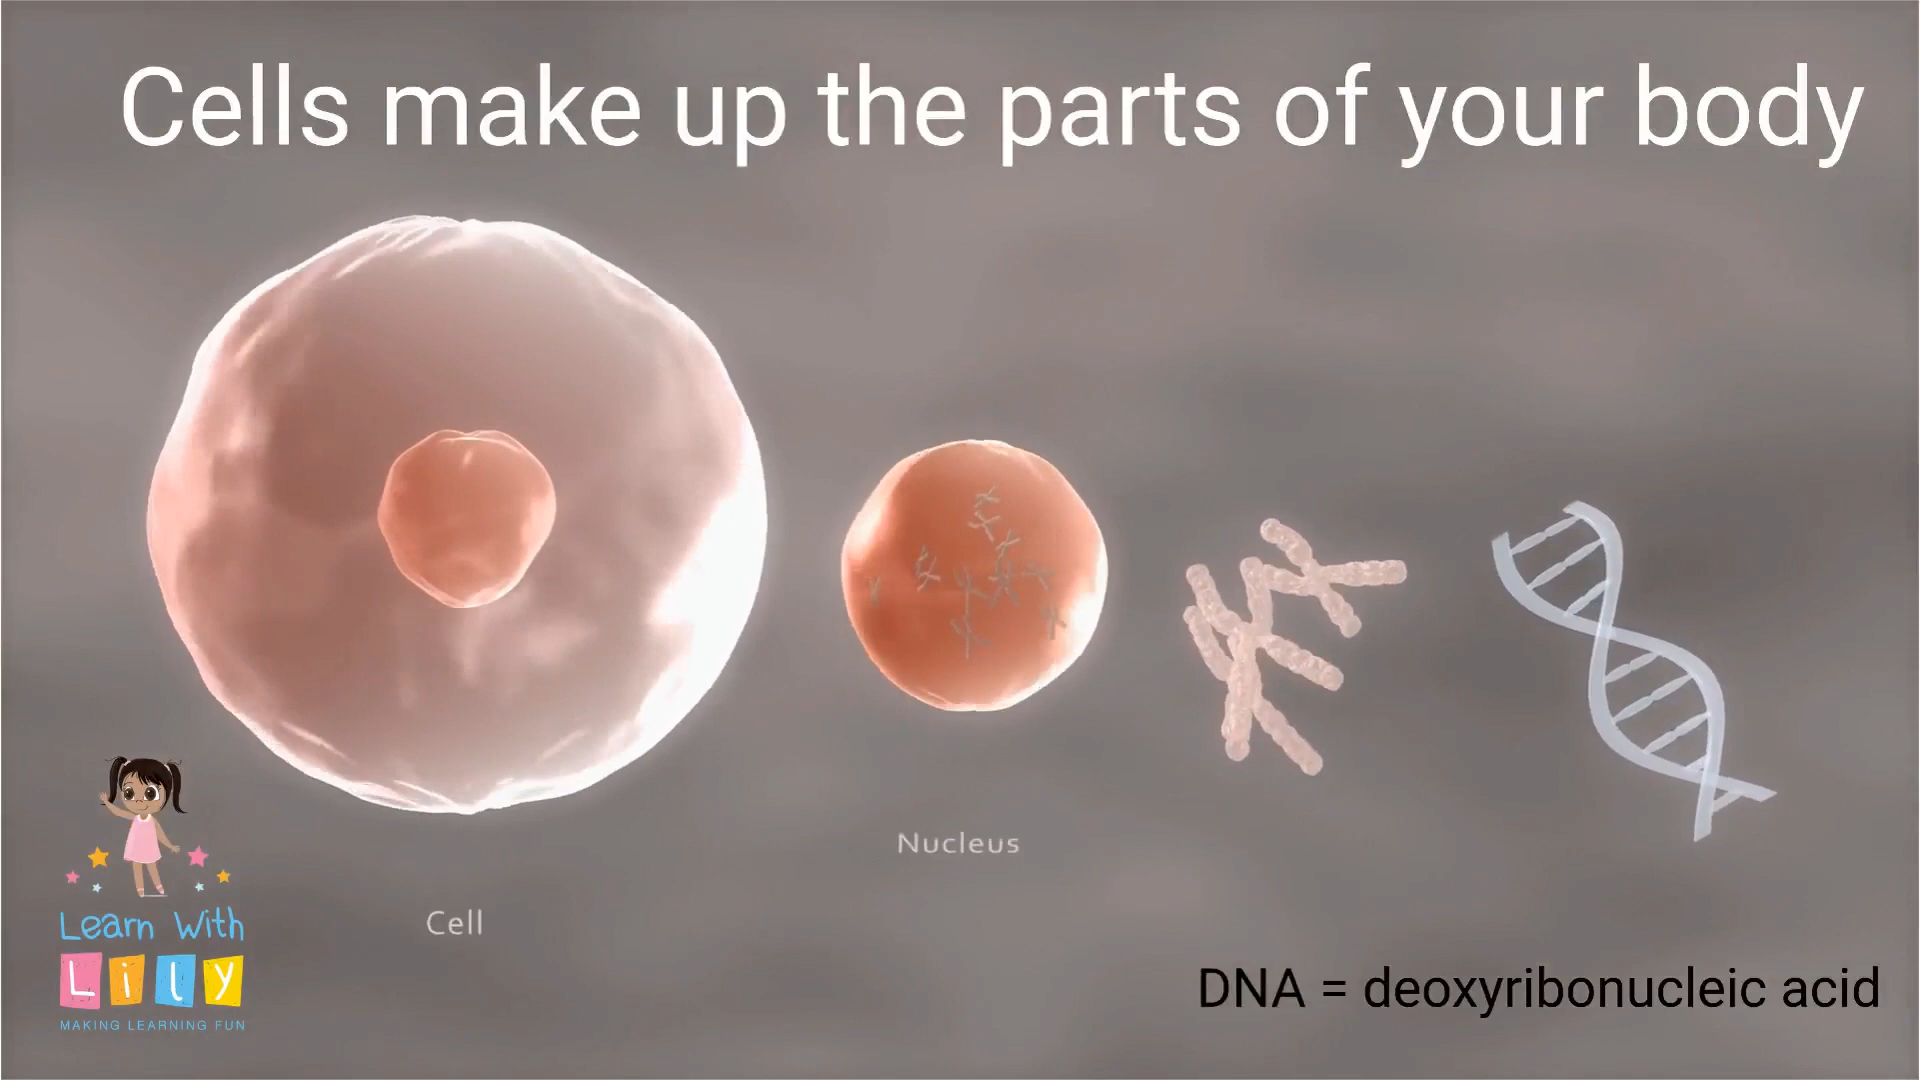 Cells make up the parts of your body
Nucleus
Cell
Learn With
Lily
MAKING LEARNING FUN
DNA = deoxyribonucleic acid